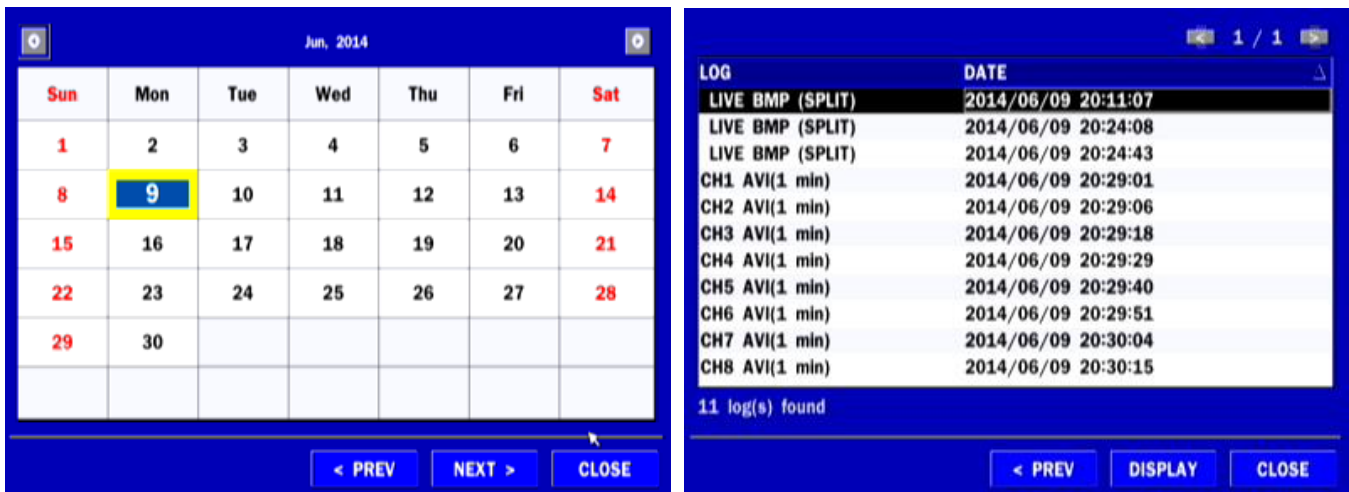 Jun, 2014
Sun Mon Tue Wed Thu Fri Sat
1 2 3 4 5 6 7
8 9 10 11 12 13 14
15 16 17 18 19 20 21
22 23 24 25 26 27 28
29 30
< PREV NEXT > CLOSE
< 1 / 1 >
LOG DATE
LIVE BMP (SPLIT) 2014/06/09 20:11:07
LIVE BMP (SPLIT) 2014/06/09 20:24:08
LIVE BMP (SPLIT) 2014/06/09 20:24:43
CH1 AVI(1 min) 2014/06/09 20:29:01
CH2 AVI(1 min) 2014/06/09 20:29:06
CH3 AVI(1 min) 2014/06/09 20:29:18
CH4 AVI(1 min) 2014/06/09 20:29:29
CH5 AVI(1 min) 2014/06/09 20:29:40
CH6 AVI(1 min) 2014/06/09 20:29:51
CH7 AVI(1 min) 2014/06/09 20:30:04
CH8 AVI(1 min) 2014/06/09 20:30:15
11 log(s) found
< PREV DISPLAY CLOSE